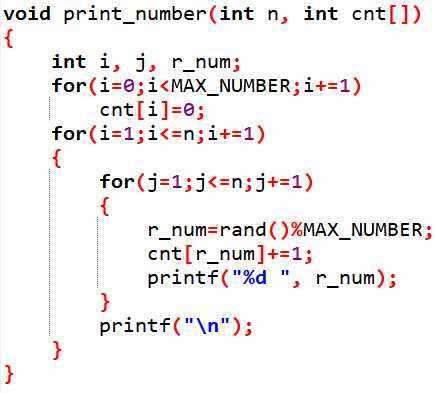 void print_number(int n, int cnt[])
{
    int i, j, r_num;
    for(i=0;i<MAX_NUMBER;i+=1)
        cnt[i]=0;
    for(i=1;i<=n;i+=1)
    {
        for(j=1;j<=n;j+=1)
        {
            r_num=rand()%MAX_NUMBER;
            cnt[r_num]+=1;
            printf("%d ", r_num);
        }
        printf("\n");
    }
}